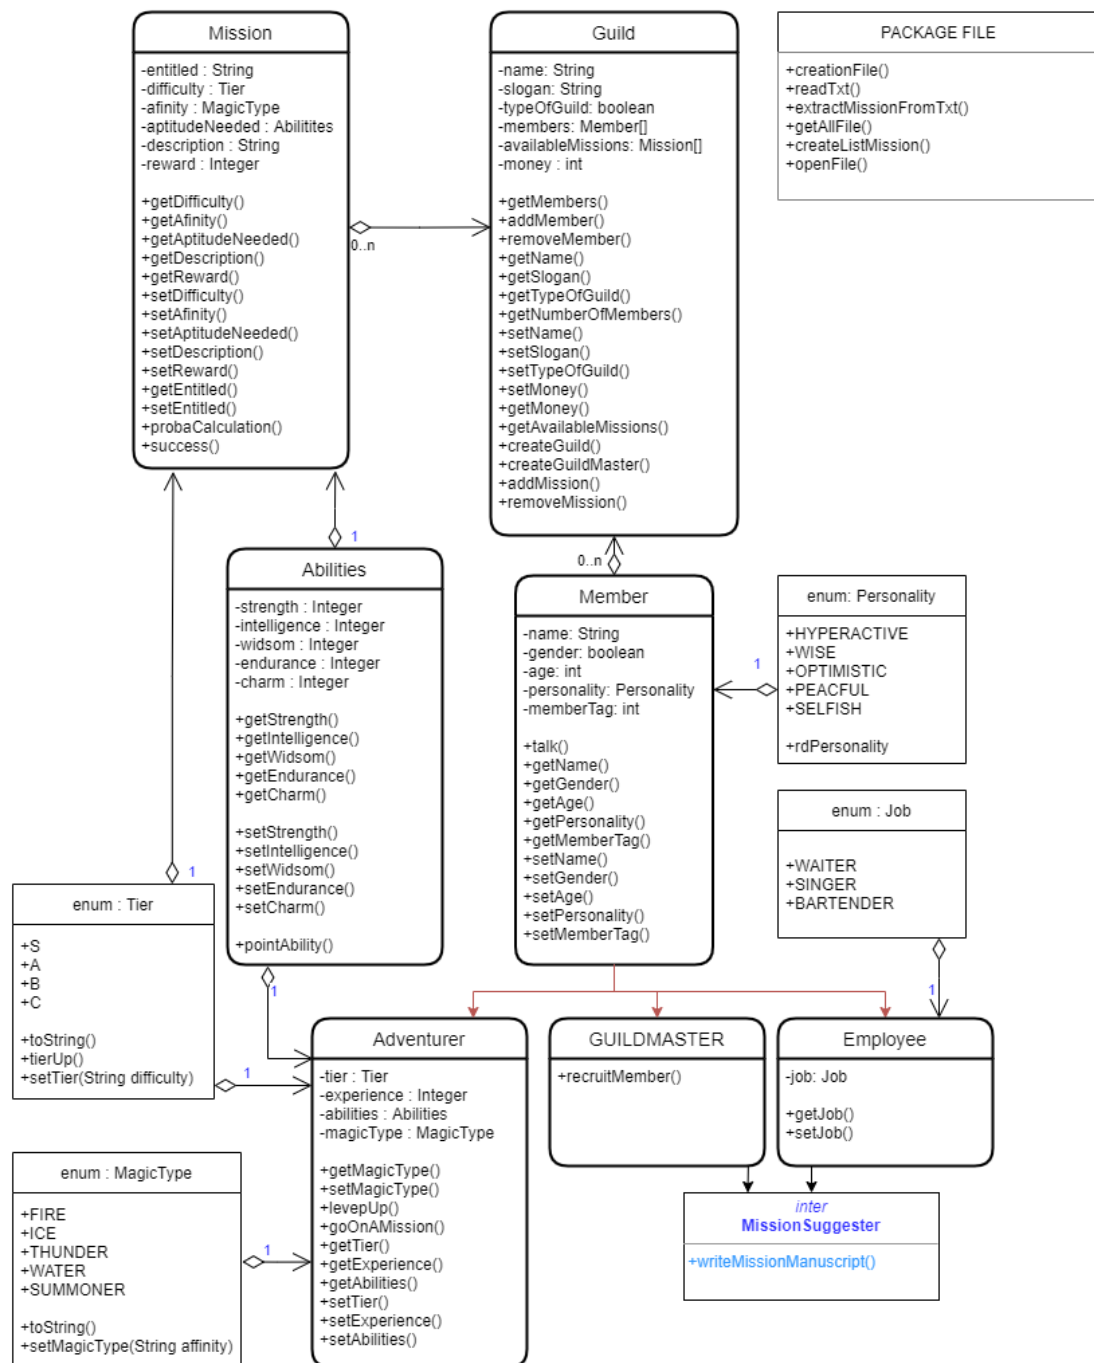 Mission
-entitled : String
-difficulty : Tier
-afinity : MagicType
-aptitudeNeeded : Abilitites
-description : String
-reward : Integer
+getDifficulty()
+getAfinity()
+getAptitudeNeeded()
+getDescription()
+getReward()
+setDifficulty()
+setAfinity()
+setAptitudeNeeded()
+setDescription()
+setReward()
+getEntitled()
+setEntitled()
+probaCalculation()
+success()
0..n
Guild
-name: String
-slogan: String
-typeOfGuild: boolean
-members: Member[]
-availableMissions: Mission[]
-money : int
+getMembers()
+addMember()
+removeMember()
+getName()
+getSlogan()
+getTypeOfGuild()
+getNumberOfMembers()
+setName()
+setSlogan()
+setTypeOfGuild()
+setMoney()
+getMoney()
+getAvailableMissions()
+createGuild()
+createGuildMaster()
+addMission()
+removeMission()
PACKAGE FILE
+creationFile()
+readTxt()
+extractMissionFromTxt()
+getAllFile()
+createListMission()
+openFile()
1
Abilities
-strength : Integer
-intelligence : Integer
-widsom : Integer
-endurance : Integer
-charm : Integer
+getStrength()
+getIntelligence()
+getWidsom()
+getEndurance()
+getCharm()
+setStrength()
+setIntelligence()
+setWidsom()
+setEndurance()
+setCharm()
+pointAbility()
1
0..n
Member
-name: String
-gender: boolean
-age: int
-personality: Personality
-memberTag: int
+talk()
+getName()
+getGender()
+getAge()
+getPersonality()
+getMemberTag()
+setName()
+setGender()
+setAge()
+setPersonality()
+setMemberTag()
1
enum: Personality
+HYPERACTIVE
+WISE
+OPTIMISTIC
+PEACFUL
+SELFISH
+rdPersonality
enum : Job
+WAITER
+SINGER
+BARTENDER
1
1
enum : Tier
+S
+A
+B
+C
+toString()
+tierUp()
+setTier(String difficulty)
1
Adventurer
-tier : Tier
-experience : Integer
-abilities : Abilities
-magicType : MagicType
+getMagicType()
+setMagicType()
+levepUp()
+goOnAMission()
+getTier()
+getExperience()
+getAbilities()
+setTier()
+setExperience()
+setAbilities()
GUILDMASTER
+recruitMember()
Employee
-job: Job
+getJob()
+setJob()
enum : MagicType
+FIRE
+ICE
+THUNDER
+WATER
+SUMMONER
+toString()
+setMagicType(String affinity)
1
inter
MissionSuggester
+writeMissionManuscript()